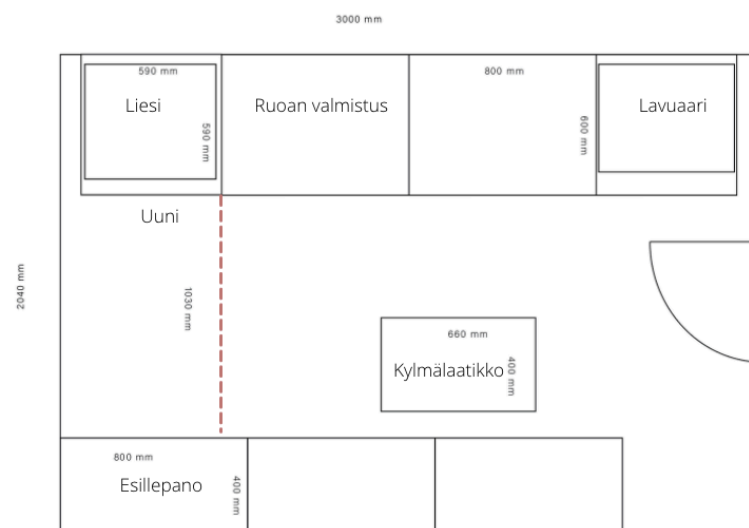 3000 mm
590 mm
800 mm
Liesi
Ruoan valmistus
Lavuaari
590 mm
600 mm
Uuni
2040 mm
1030 mm
660 mm
Kylmälaatikko
400 mm
800 mm
Esillepano
400 mm